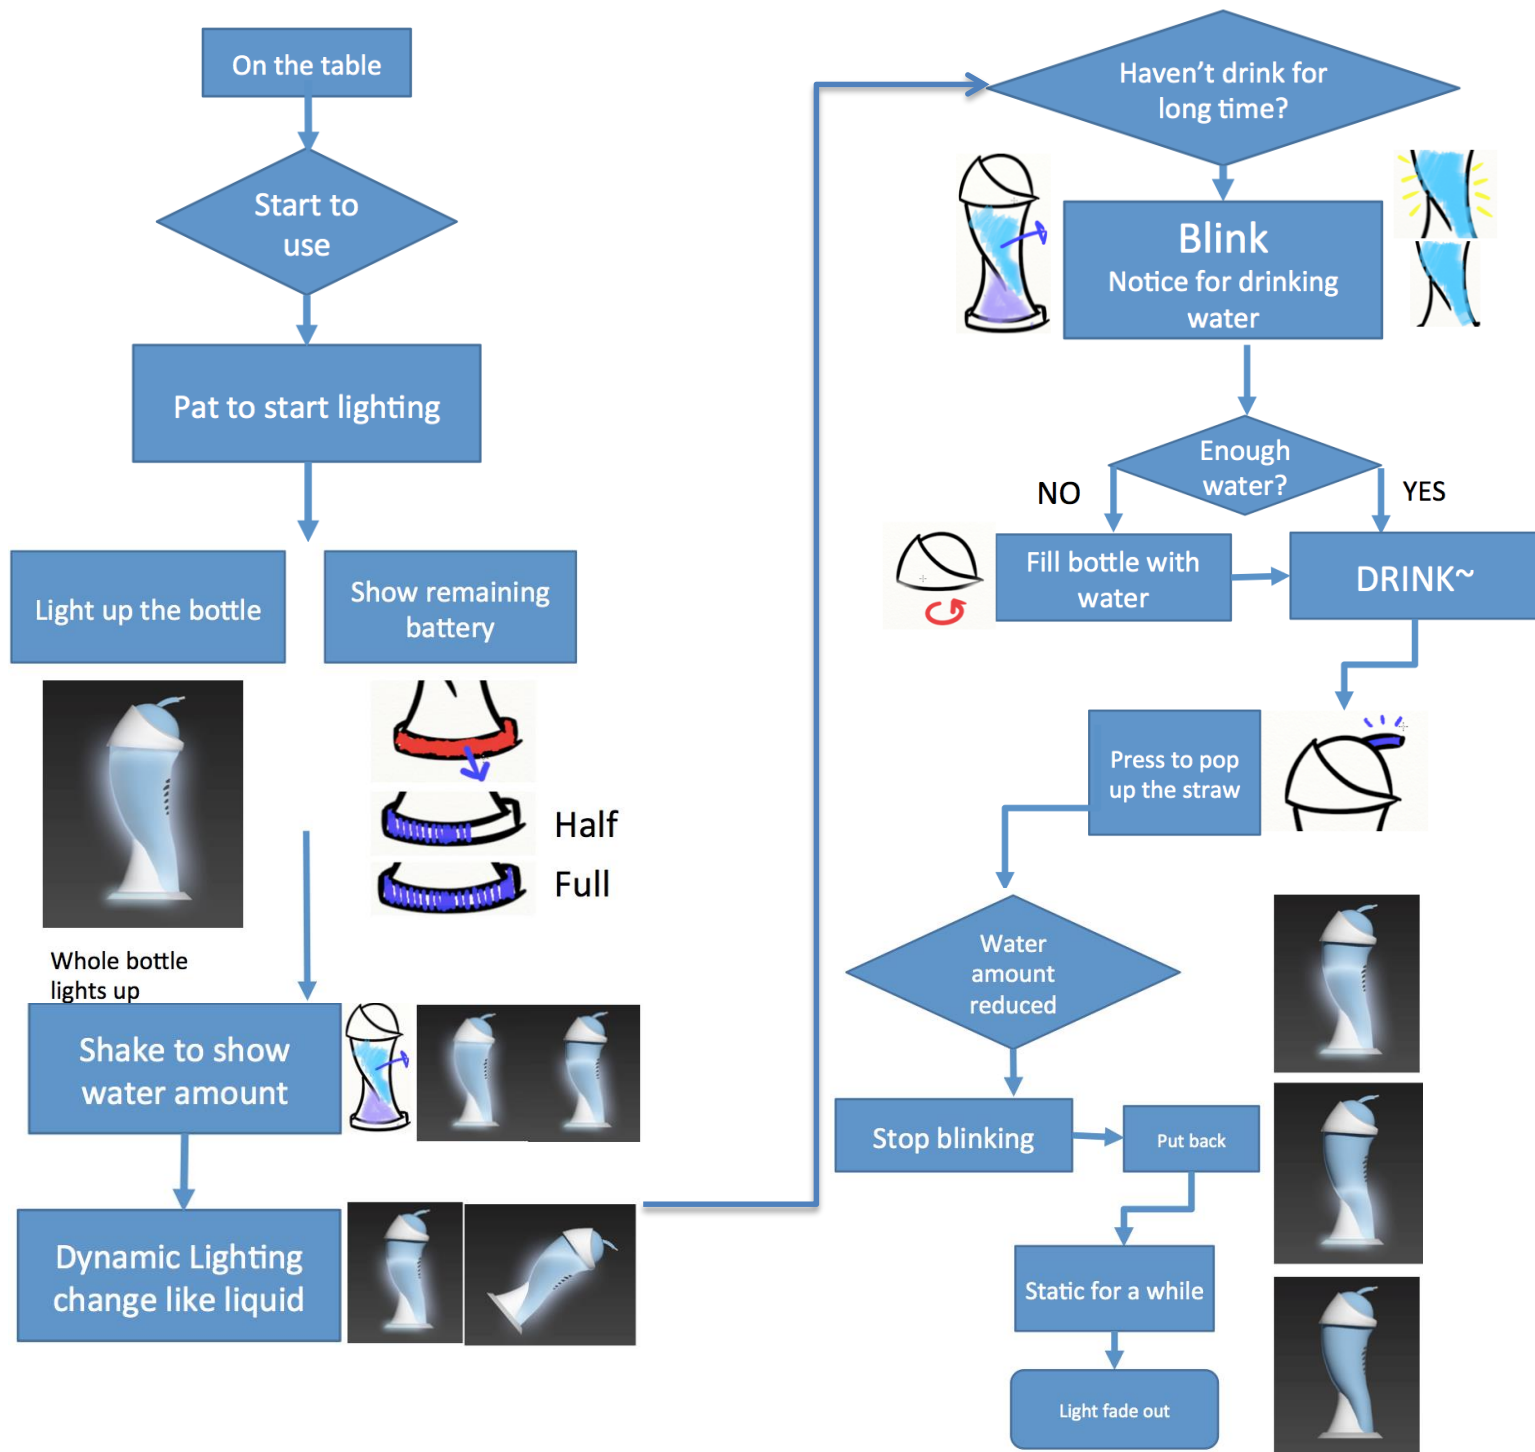 On the table
Start to
use
Pat to start lighting
Light up the bottle
Show remaining
battery
Half
Full
Whole bottle
lights up
Shake to show
water amount
Dynamic Lighting
change like liquid
Haven't drink for
long time?
Blink
Notice for drinking
water
Enough
water?
NO
YES
Fill bottle with
water
DRINK~
Press to pop
up the straw
Water
amount
reduced
Stop blinking
Put back
Static for a while
Light fade out